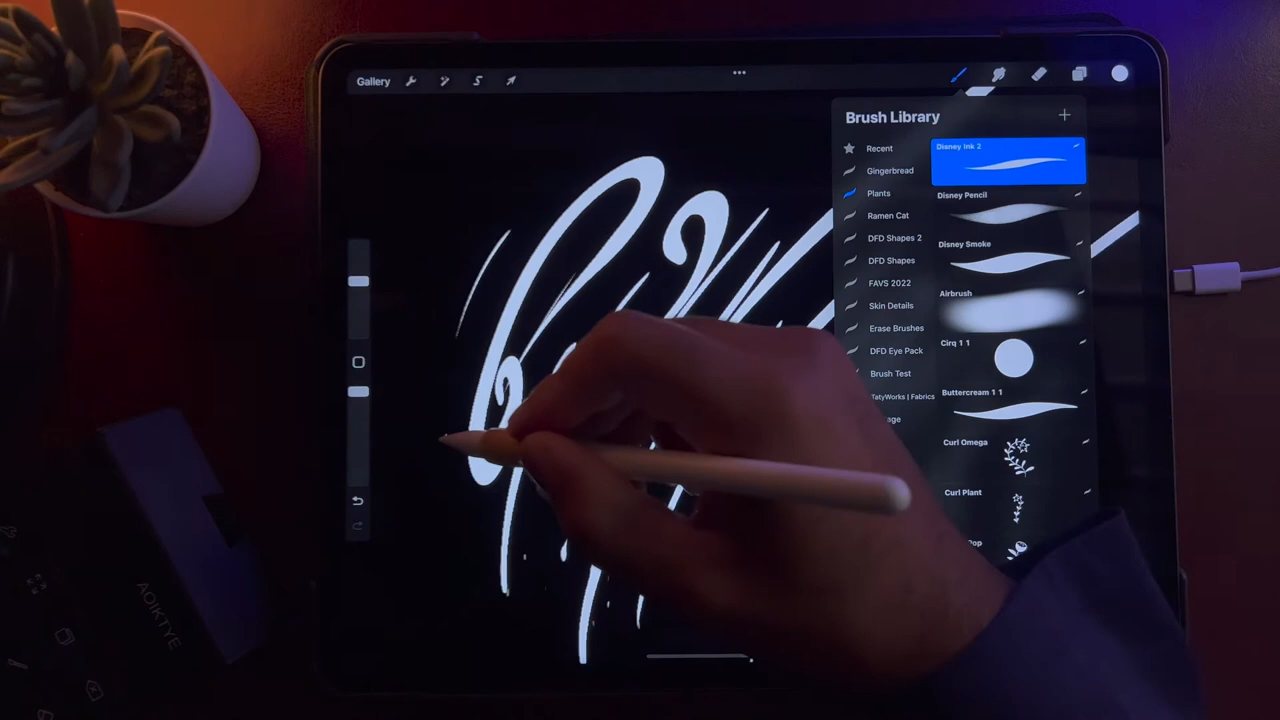 Gallery
Brush Library
Recent
Gingerbread
Plants
Ramen Cat
DFD Shapes 2
DFD Shapes
FAVS 2022
Skin Details
Erase Brushes
DFD Eye Pack
Brush Test
TatyWorks | Fabrics
Disney Ink 2
Disney Pencil
Disney Smoke
Airbrush
Cirq 1 1
Buttercream 1 1
Curl Omega
Curl Plant
AOIKTYE